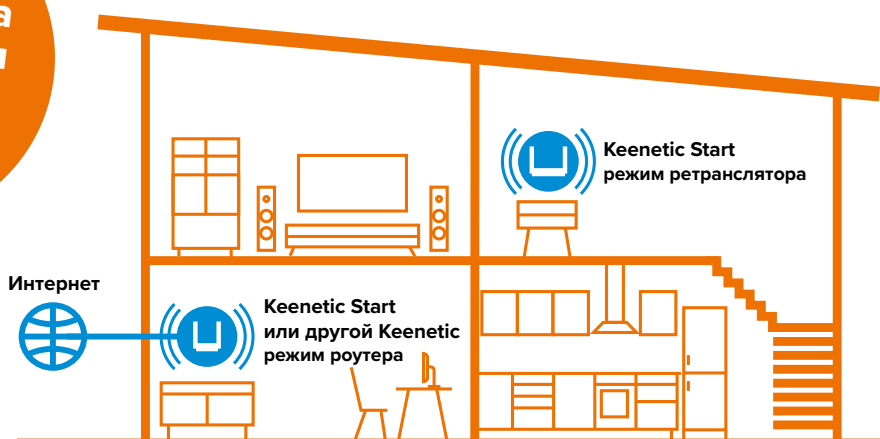 Keenetic Start
режим ретранслятора
Интернет
Keenetic Start
или другой Keenetic
режим роутера